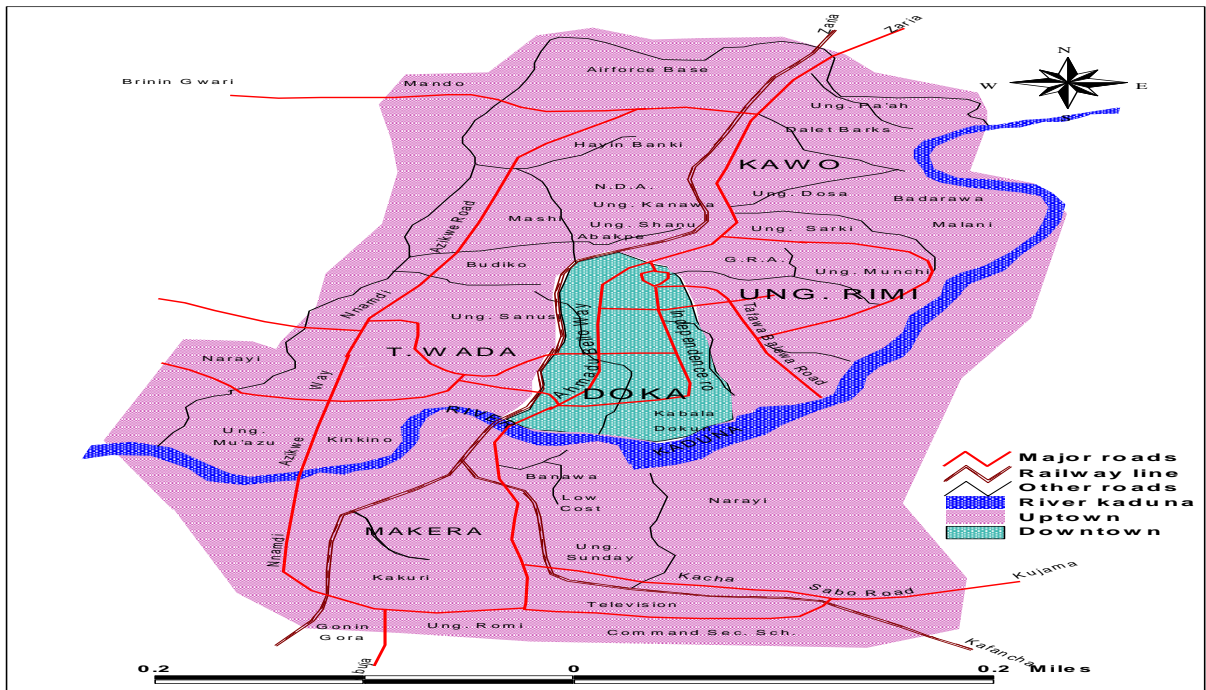 Zaria
Zaria
N
Airforce Base
Brinin Gwari
Mando
W
E
S
Ung. Pa'ah
Dalet Barks
Hayin Banki
KAWO
N.D.A.
Ung. Dosa
Badarawa
Ung. Kanawa
Mashi
Ung. Shanu
Ung. Sarki
Malani
Azikwe Road
Abakpe
Budiko
G.R.A.
Ung. Munchi
UNG. RIMI
Nnamdi
Ung. Sanusi
Ahmadu Bello Way
Independence ro
Tafawa Balewa Road
T. WADA
Narayi
Way
DOKA
Kabala
Dokun
RIVER
KADUNA
Ung.
Mu'azu
Kinkino
Azikwe
Major roads
Railway line
Other roads
River kaduna
Uptown
Downtown
Banawa
Low
Cost
Narayi
MAKERA
Nnamdi
Ung.
Sunday
Kakuri
Kacha
Sabo Road
Kujama
Television
Gonin
Gora
Ung. Romi
Command Sec. Sch.
Kafancha
buja
0.2
0
0.2 Miles